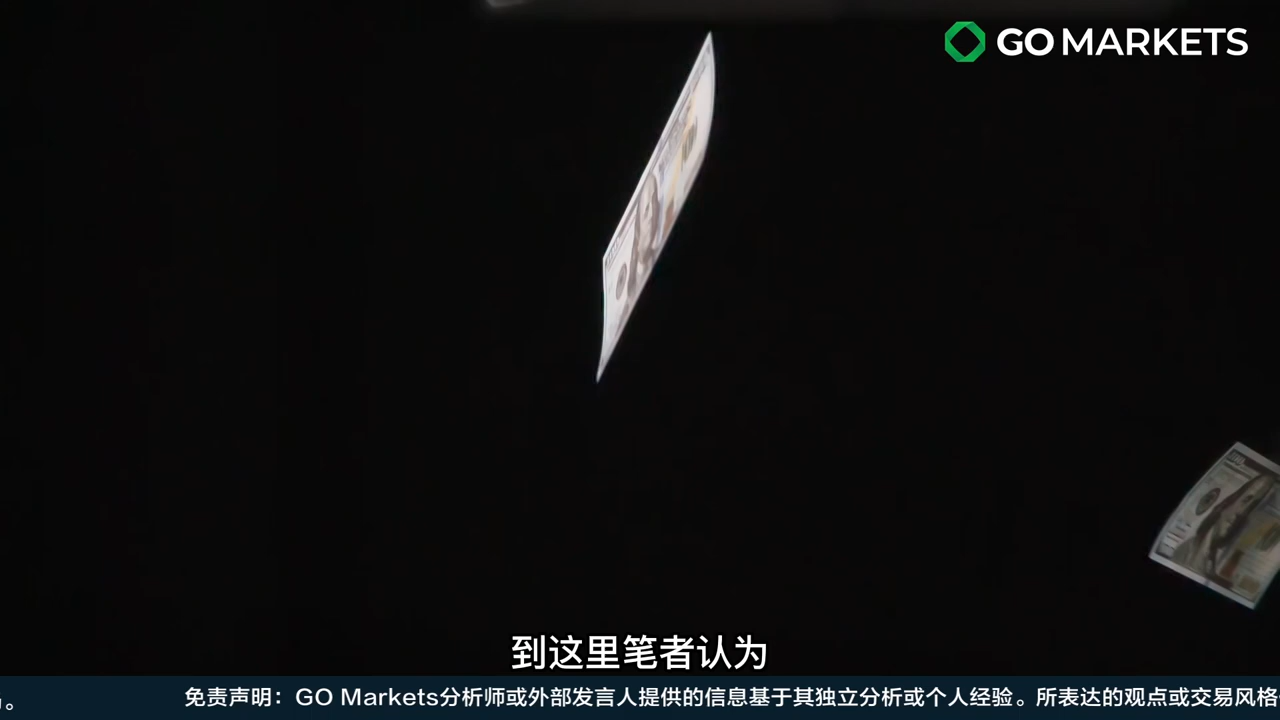 GO MARKETS
到这里笔者认为
。 免责声明：GO Markets分析师或外部发言人提供的信息基于其独立分析或个人经验。所表达的观点或交易风格